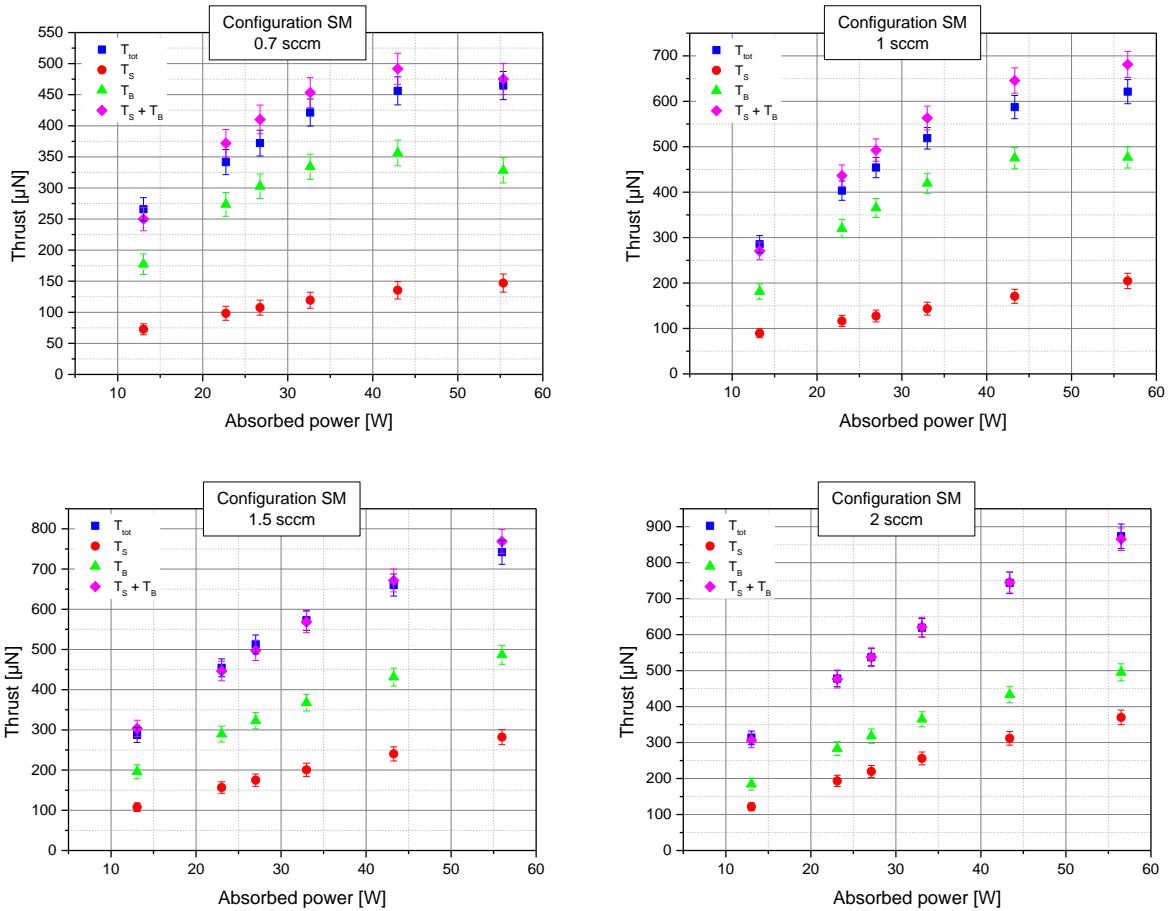 Configuration SM
0.7 sccm
T_tot
T_S
T_B
T_S + T_B
Thrust [µN]
550
500
450
400
350
300
250
200
150
100
50
0
10 20 30 40 50 60
Absorbed power [W]
Configuration SM
1 sccm
T_tot
T_S
T_B
T_S + T_B
Thrust [µN]
700
600
500
400
300
200
100
0
10 20 30 40 50 60
Absorbed power [W]
Configuration SM
1.5 sccm
T_tot
T_S
T_B
T_S + T_B
Thrust [µN]
800
700
600
500
400
300
200
100
0
10 20 30 40 50 60
Absorbed power [W]
Configuration SM
2 sccm
T_tot
T_S
T_B
T_S + T_B
Thrust [µN]
900
800
700
600
500
400
300
200
100
0
10 20 30 40 50 60
Absorbed power [W]